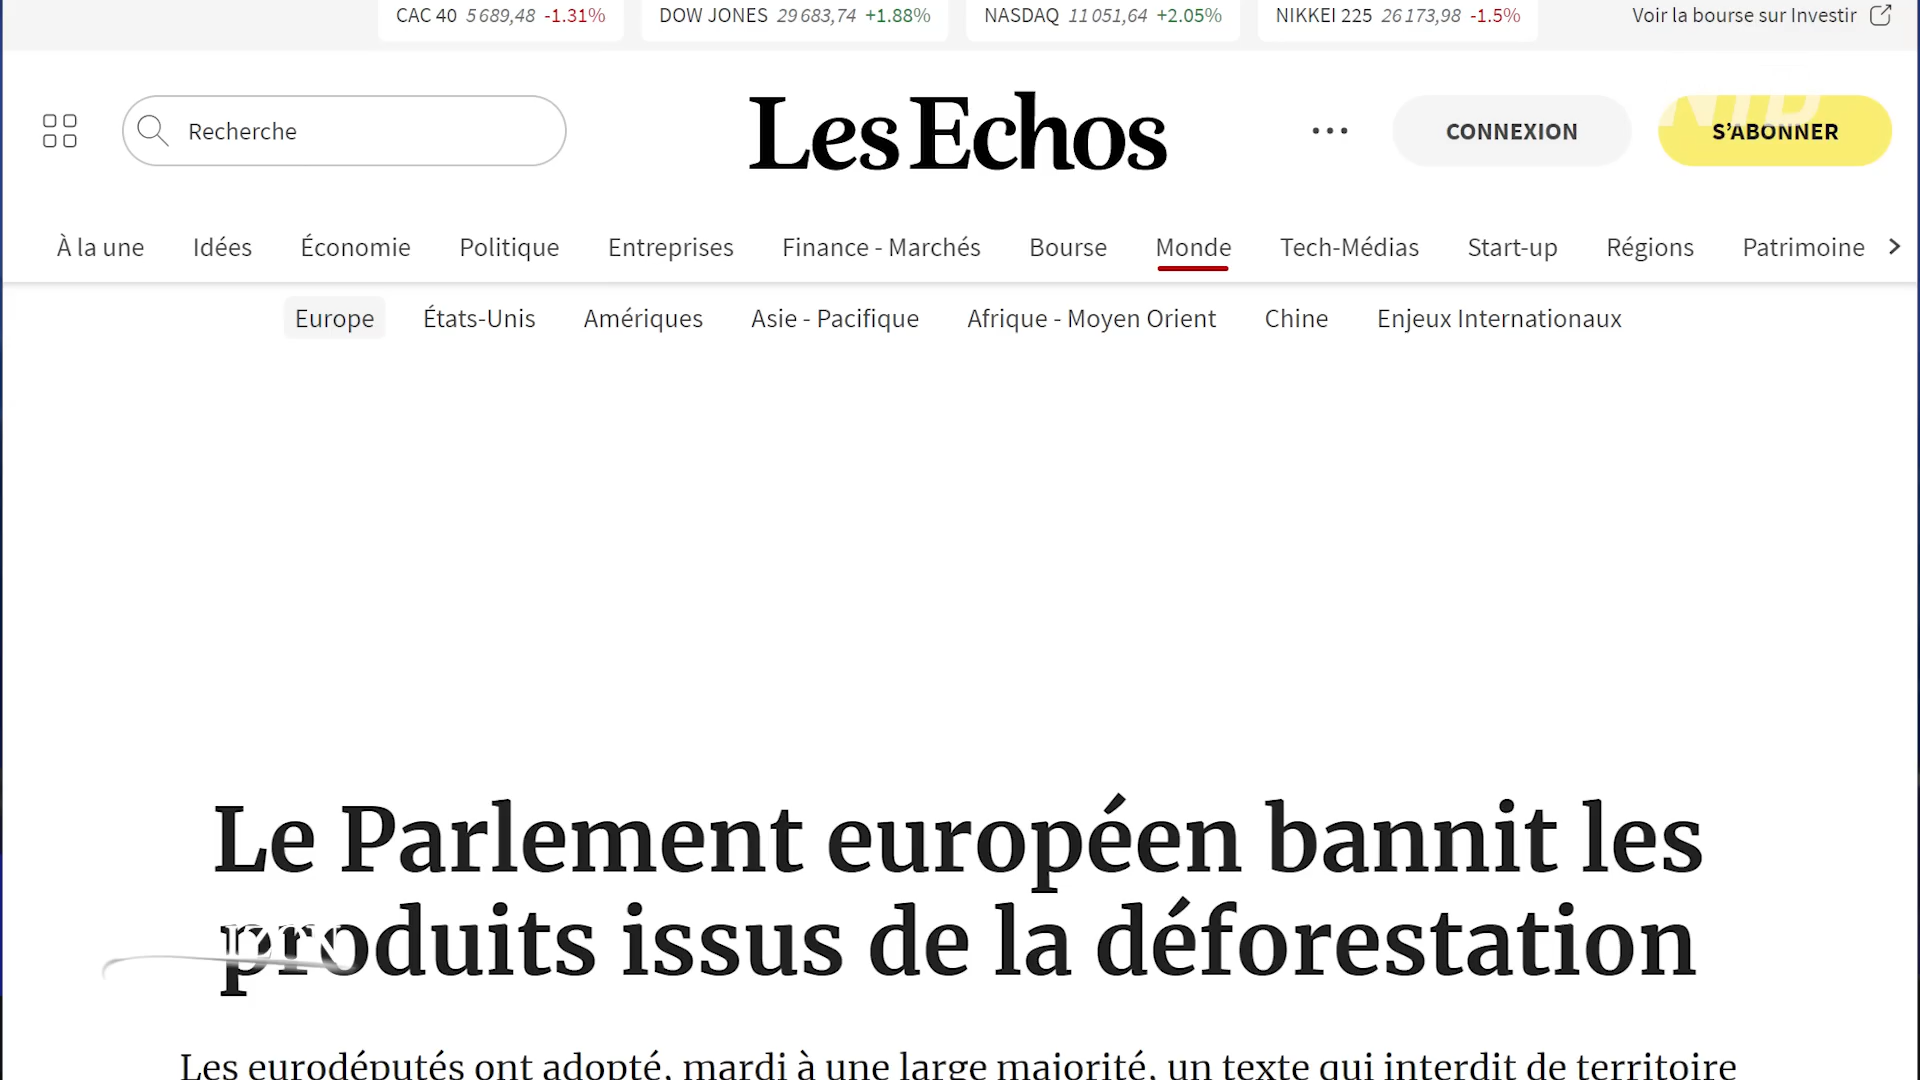 CAC 40 5 689,48 -1.31% DOW JONES 29 683,74 +1.88% NASDAQ 11 051,64 +2.05% NIKKEI 225 26 173,98 -1.5% Voir la bourse sur Investir
Recherche
Les Echos
CONNEXION
S'ABONNER
NTD
À la une Idées Économie Politique Entreprises Finance - Marchés Bourse Monde Tech-Médias Start-up Régions Patrimoine
Europe États-Unis Amériques Asie - Pacifique Afrique - Moyen Orient Chine Enjeux Internationaux
Le Parlement européen bannit les
produits issus de la déforestation
Les eurodéputés ont adopté, mardi à une large majorité, un texte qui interdit de territoire